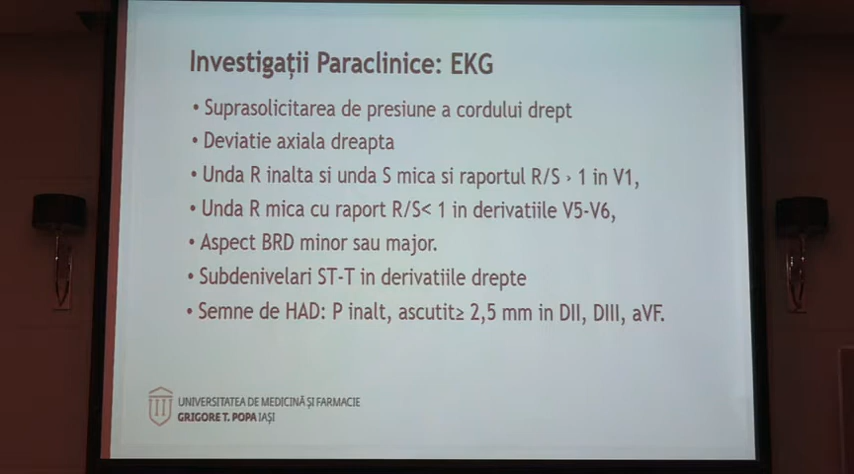 Investigații Paraclinice: EKG
• Suprasolicitarea de presiune a cordului drept
• Deviatie axiala dreapta
• Unda R inalta si unda S mica si raportul R/S › 1 in V1,
• Unda R mica cu raport R/S< 1 in derivatiile V5-V6,
• Aspect BRD minor sau major.
• Subdenivelari ST-T in derivatiile drepte
• Semne de HAD: P inalt, ascutit≥ 2,5 mm in DII, DIII, aVF.
UNIVERSITATEA DE MEDICINĂ ȘI FARMACIE
GRIGORE T. POPA IAȘI